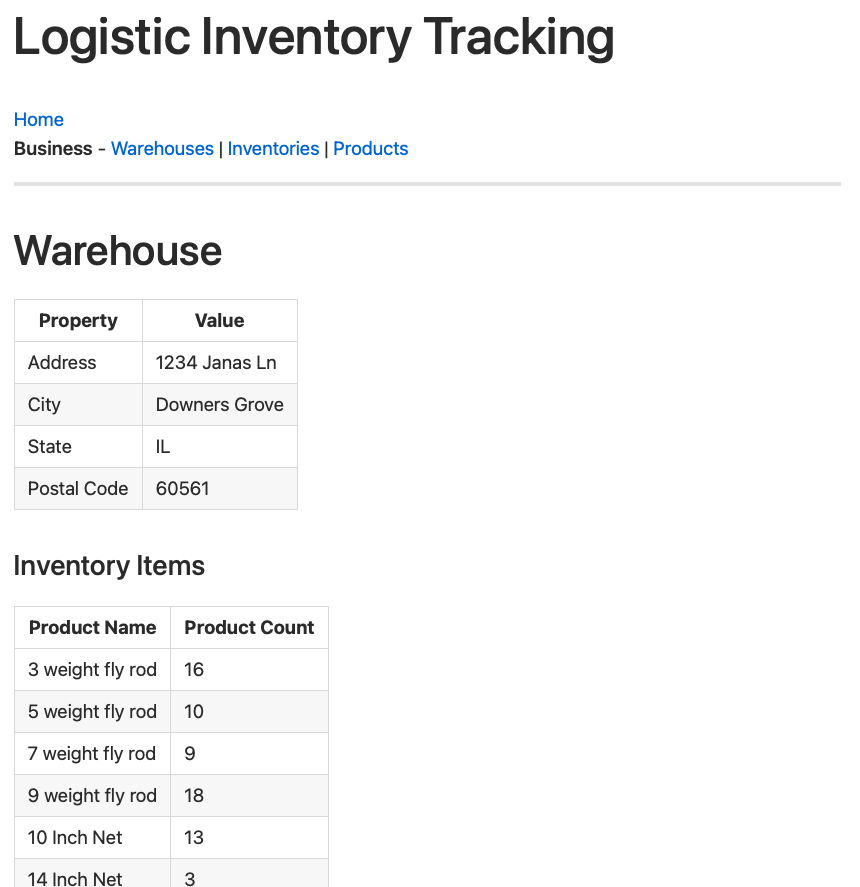 Logistic Inventory Tracking
Home
Business - Warehouses | Inventories | Products
Warehouse
Property Value
Address 1234 Janas Ln
City Downers Grove
State IL
Postal Code 60561
Inventory Items
Product Name Product Count
3 weight fly rod 16
5 weight fly rod 10
7 weight fly rod 9
9 weight fly rod 18
10 Inch Net 13
14 Inch Net 3